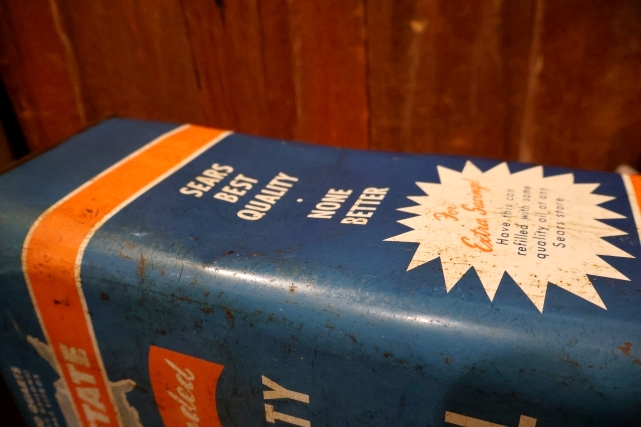 SEARS
BEST
QUALITY
·
NONE
BETTER
For
Extra Savings
Have this can
refilled with same
quality oil at any
Sears store.
TATE
nded
TY
L